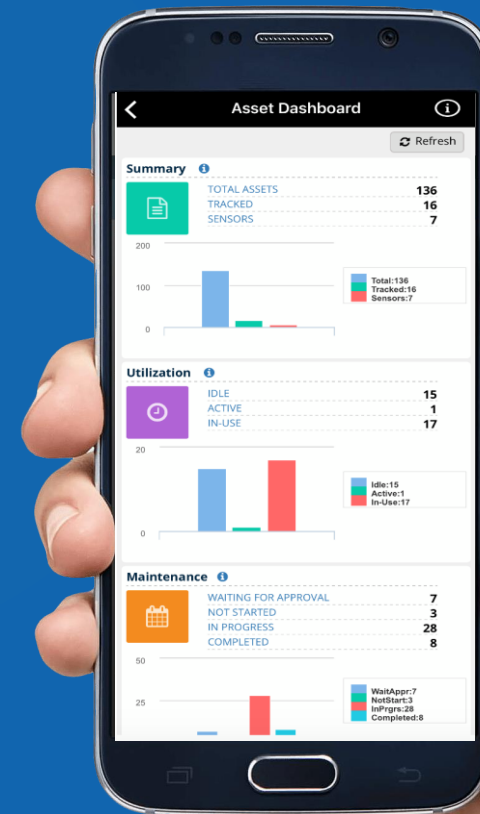 Asset Dashboard
Refresh
Summary
TOTAL ASSETS 136
TRACKED 16
SENSORS 7
200
100
0
Total:136
Tracked:16
Sensors:7
Utilization
IDLE 15
ACTIVE 1
IN-USE 17
20
0
Idle:15
Active:1
In-Use:17
Maintenance
WAITING FOR APPROVAL 7
NOT STARTED 3
IN PROGRESS 28
COMPLETED 8
50
25
WaitAppr:7
NotStart:3
InPrgrs:28
Completed:8